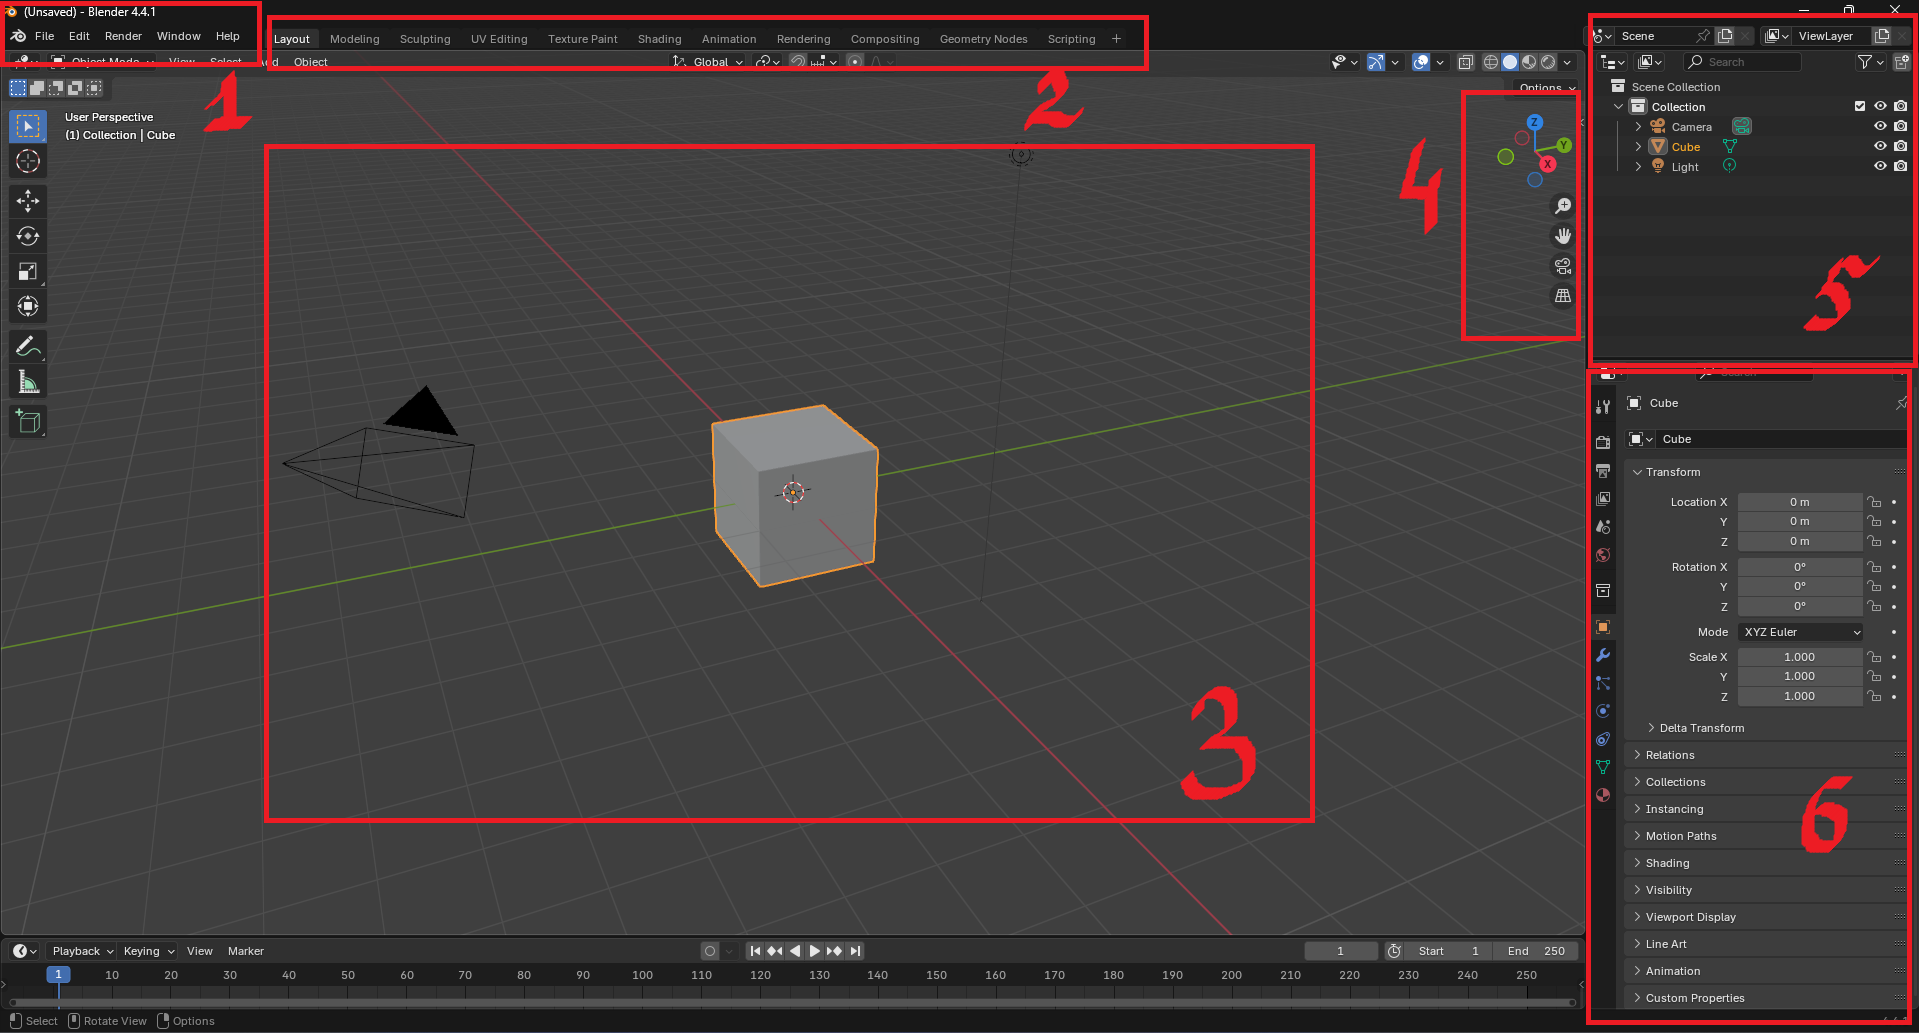 (Unsaved) - Blender 4.4.1
File Edit Render Window Help
Layout Modeling Sculpting UV Editing Texture Paint Shading Animation Rendering Compositing Geometry Nodes Scripting +
Scene ViewLayer
Object Mode View Select Add Object
Global
Search
Options
1
2
User Perspective
(1) Collection | Cube
Z
Y
X
4
Scene Collection
Collection
Camera
Cube
Light
5
3
Search
Cube
Cube
Transform
Location X 0 m
Y 0 m
Z 0 m
Rotation X 0°
Y 0°
Z 0°
Mode XYZ Euler
Scale X 1.000
Y 1.000
Z 1.000
Delta Transform
Relations
Collections
Instancing
Motion Paths
Shading
Visibility
Viewport Display
Line Art
Animation
Custom Properties
6
Playback Keying View Marker
1 Start 1 End 250
1 10 20 30 40 50 60 70 80 90 100 110 120 130 140 150 160 170 180 190 200 210 220 230 240 250
Select Rotate View Options